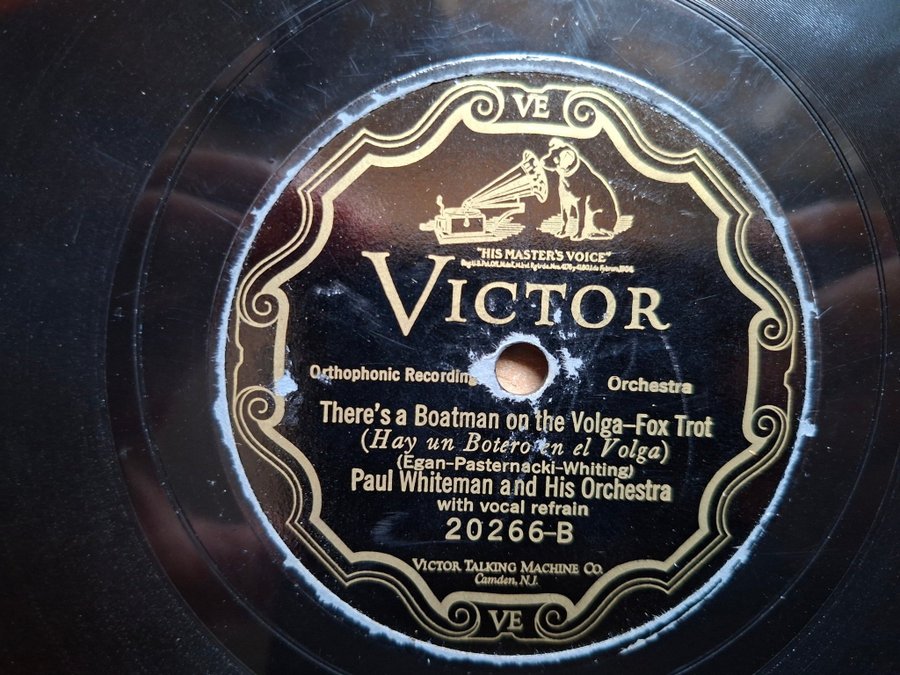 VE
"HIS MASTER'S VOICE"
VICTOR
Orthophonic Recording
Orchestra
There's a Boatman on the Volga–Fox Trot
(Hay un Botero en el Volga)
(Egan-Pasternacki-Whiting)
Paul Whiteman and His Orchestra
with vocal refrain
20266-B
VICTOR TALKING MACHINE CO.
Camden, N.J.
VE